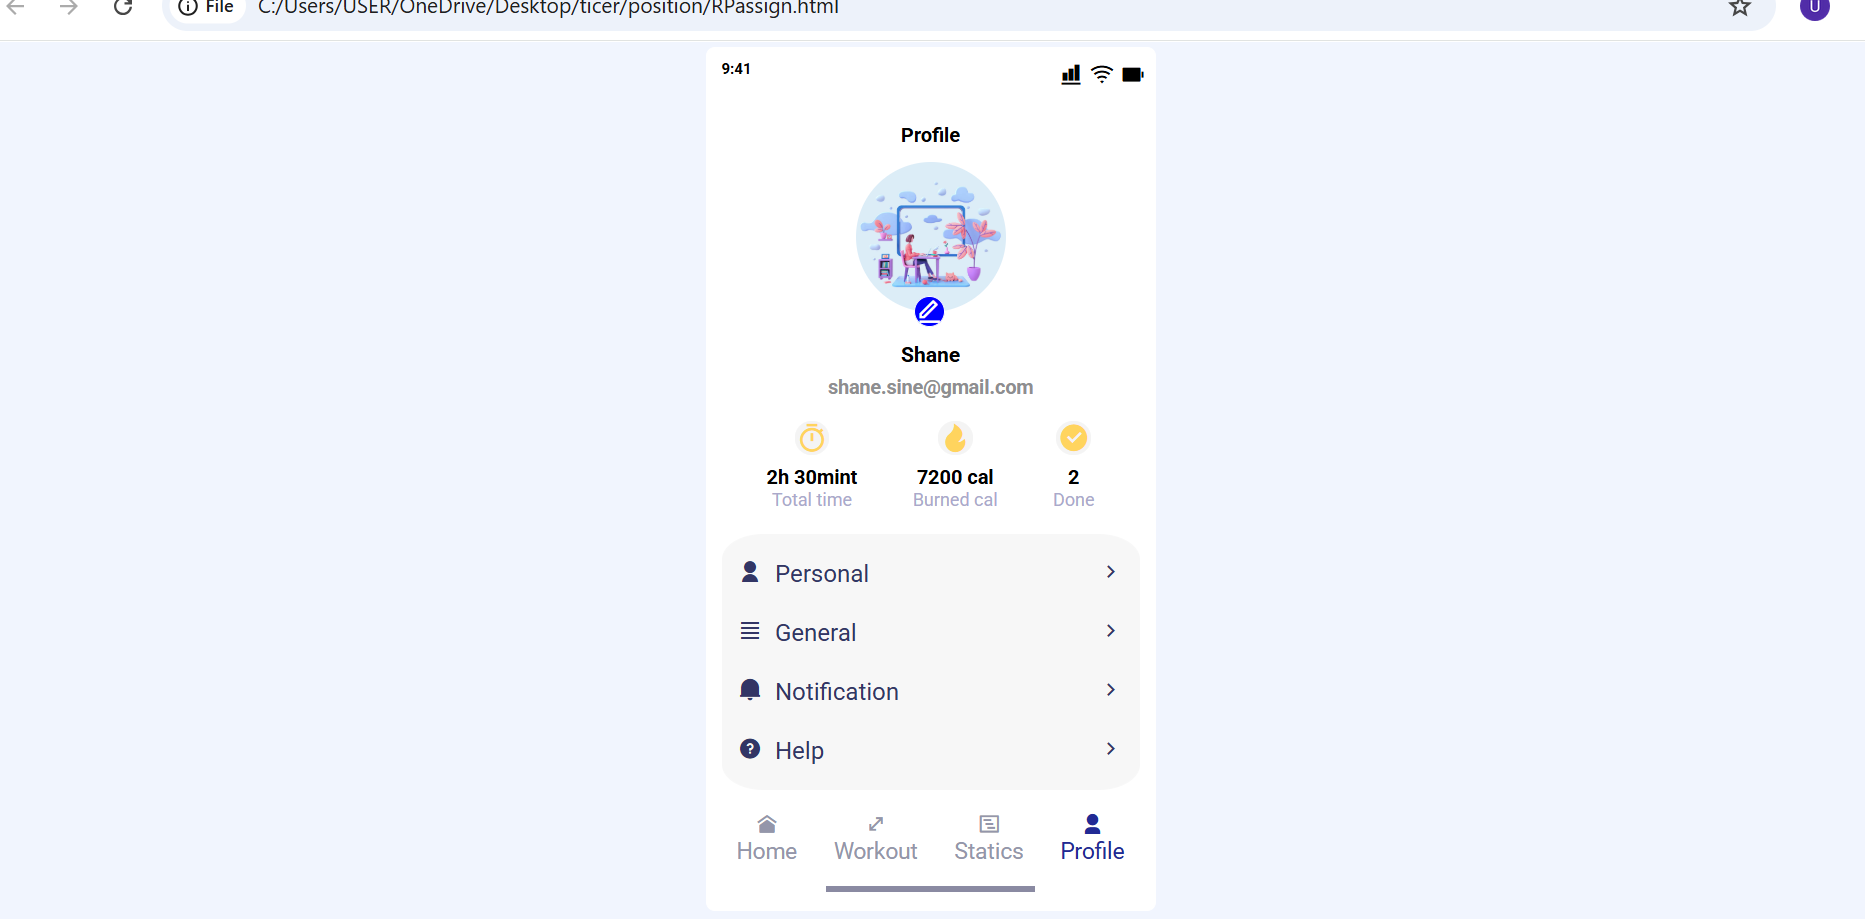 File C:/Users/USER/OneDrive/Desktop/ticer/position/RPassign.html U
9:41
Profile
Shane
shane.sine@gmail.com
2h 30mint 7200 cal 2
Total time Burned cal Done
Personal
General
Notification
Help
Home Workout Statics Profile